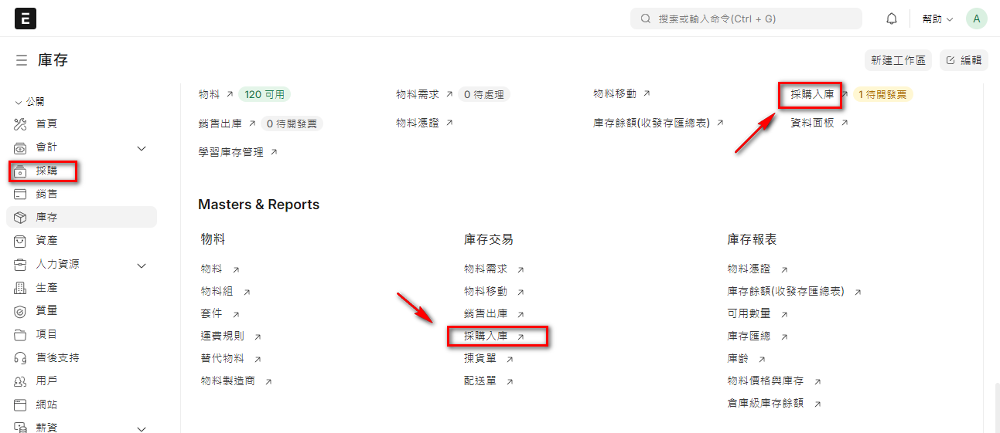 E
搜索或輸入命令(Ctrl + G)
幫助
A
庫存
新建工作區
編輯
公開
首頁
會計
採購
銷售
庫存
資產
人力資源
生產
質量
項目
售後支持
用戶
網站
薪資
物料 120 可用
物料需求 0 待處理
物料移動
採購入庫 1 待開發票
銷售出庫 0 待開發票
物料憑證
庫存餘額(收發存匯總表)
資料面板
學習庫存管理
Masters & Reports
物料
物料
物料組
套件
運費規則
替代物料
物料製造商
庫存交易
物料需求
物料移動
銷售出庫
採購入庫
揀貨單
配送單
庫存報表
物料憑證
庫存餘額(收發存匯總表)
可用數量
庫存匯總
庫齡
物料價格與庫存
倉庫級庫存餘額